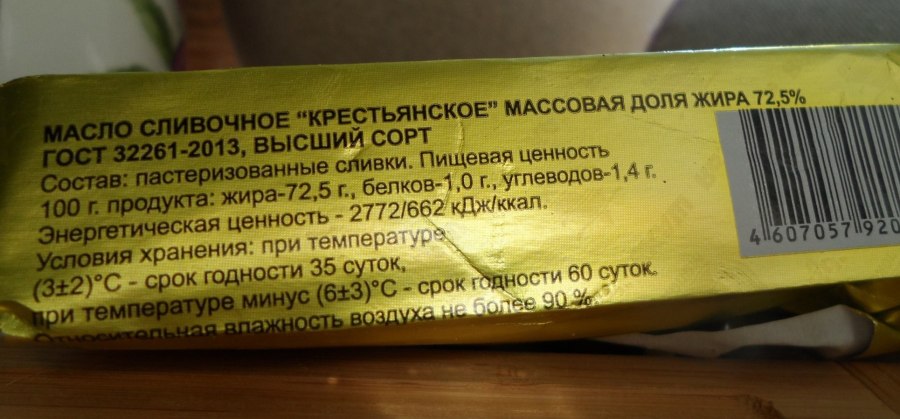 МАСЛО СЛИВОЧНОЕ "КРЕСТЬЯНСКОЕ" МАССОВАЯ ДОЛЯ ЖИРА 72,5%
ГОСТ 32261-2013, ВЫСШИЙ СОРТ
Состав: пастеризованные сливки. Пищевая ценность
100 г. продукта: жира-72,5 г., белков-1,0 г., углеводов-1,4 г.
Энергетическая ценность - 2772/662 кДж/ккал.
Условия хранения: при температуре
(3±2)°С - срок годности 35 суток,
при температуре минус (6±3)°С - срок годности 60 суток.
Относительная влажность воздуха не более 90 %.
4 607057 920